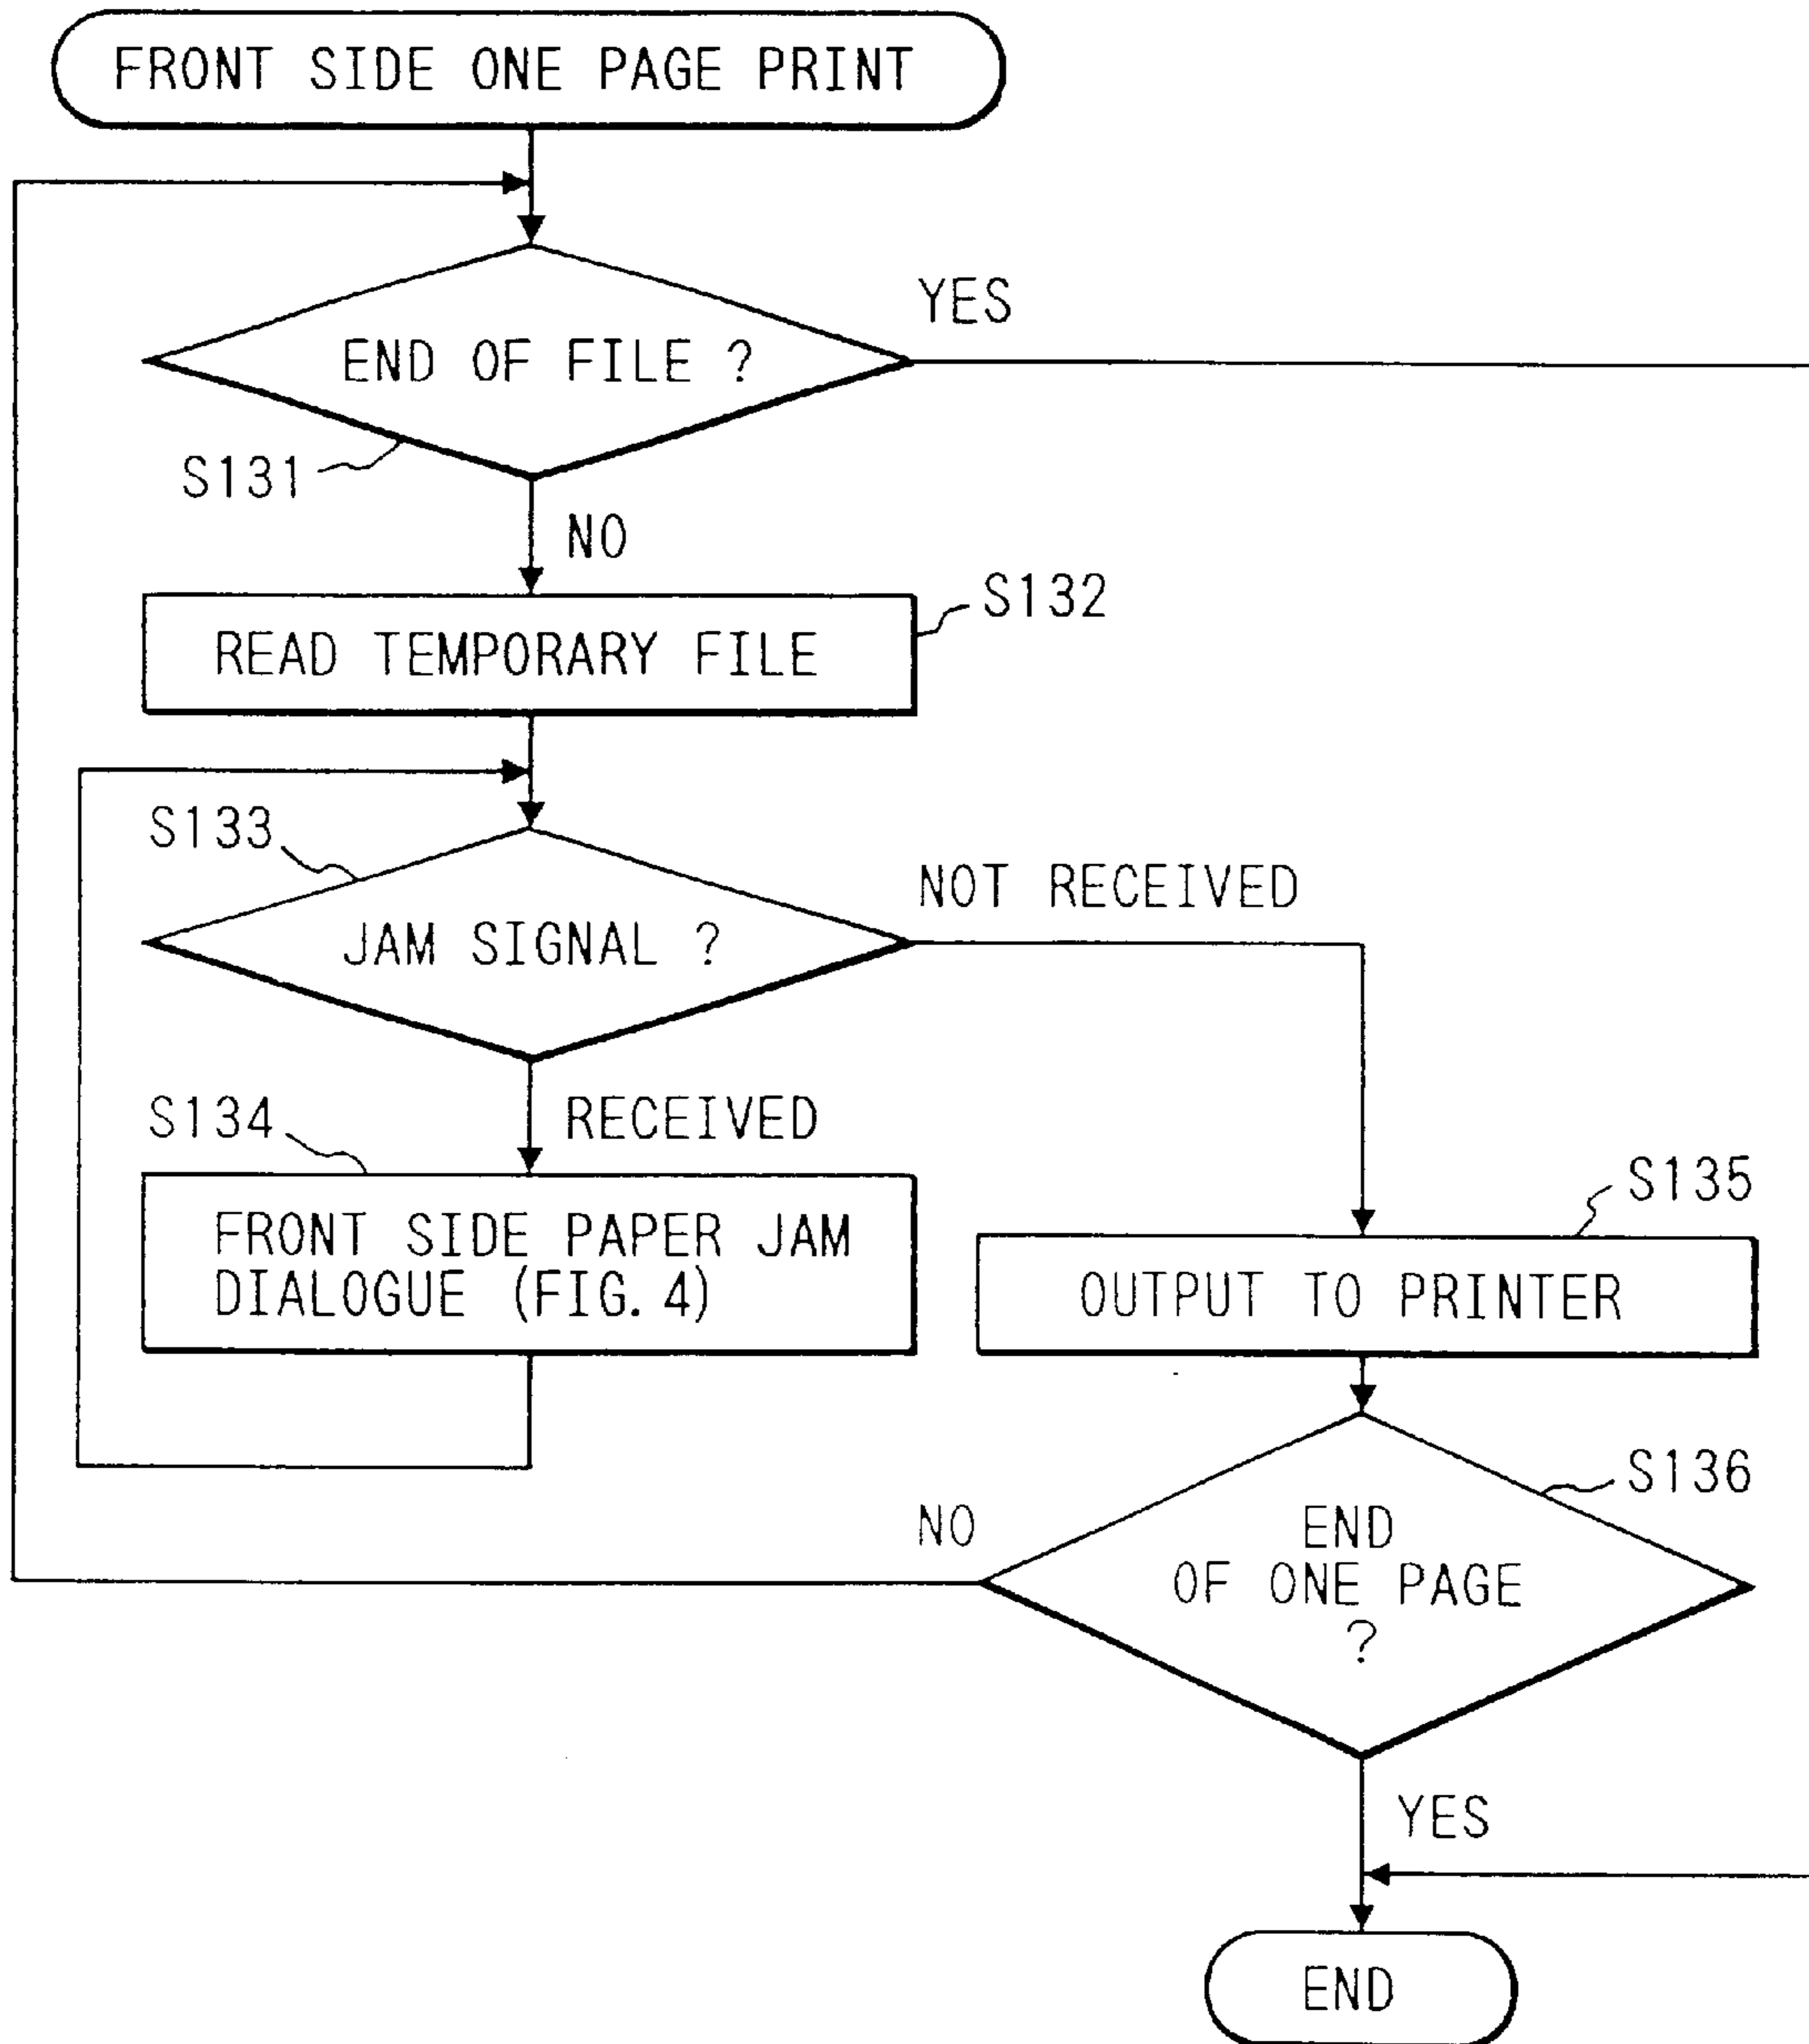 FRONT SIDE ONE PAGE PRINT
YES
END OF FILE ?
S131
NO
S132
READ TEMPORARY FILE
S133
NOT RECEIVED
JAM SIGNAL ?
S134
RECEIVED
S135
FRONT SIDE PAPER JAM
DIALOGUE (FIG. 4)
OUTPUT TO PRINTER
S136
NO
END
OF ONE PAGE
?
YES
END